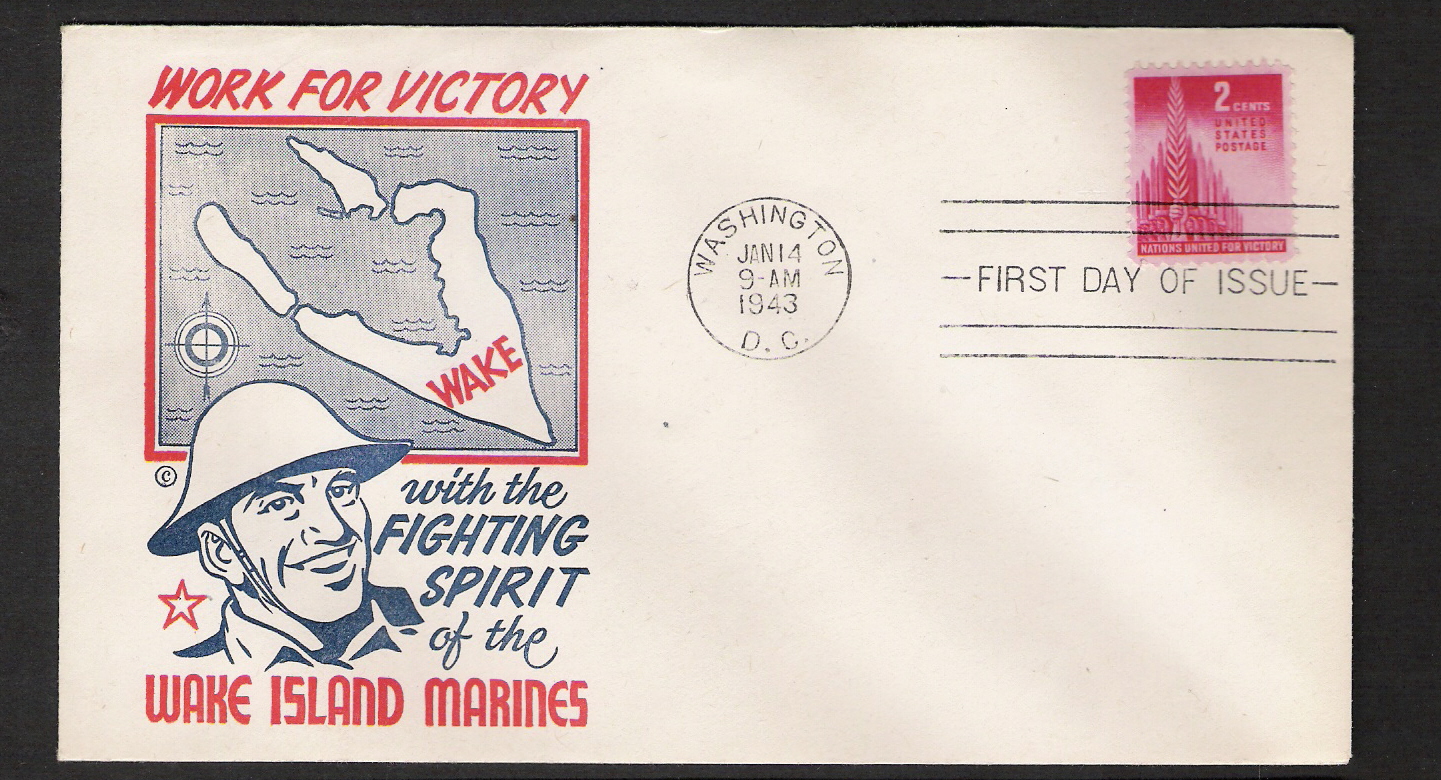 WORK FOR VICTORY
WAKE
©
with the
FIGHTING
SPIRIT
of the
WAKE ISLAND MARINES
WASHINGTON
JAN 14
9-AM
1943
D. C.
2 CENTS
UNITED
STATES
POSTAGE
NATIONS UNITED FOR VICTORY
FIRST DAY OF ISSUE